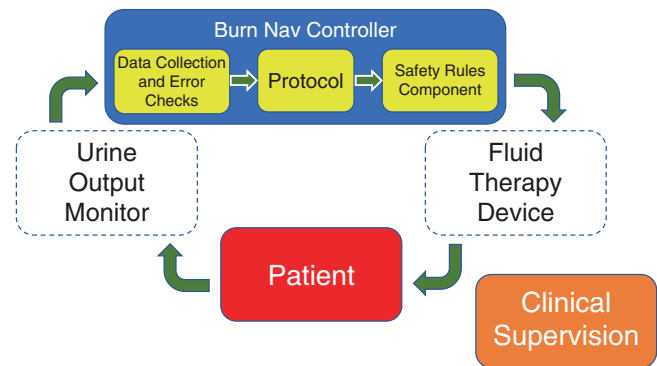 Burn Nav Controller
Data Collection
and Error
Checks
Protocol
Safety Rules
Component
Urine
Output
Monitor
Fluid
Therapy
Device
Patient
Clinical
Supervision